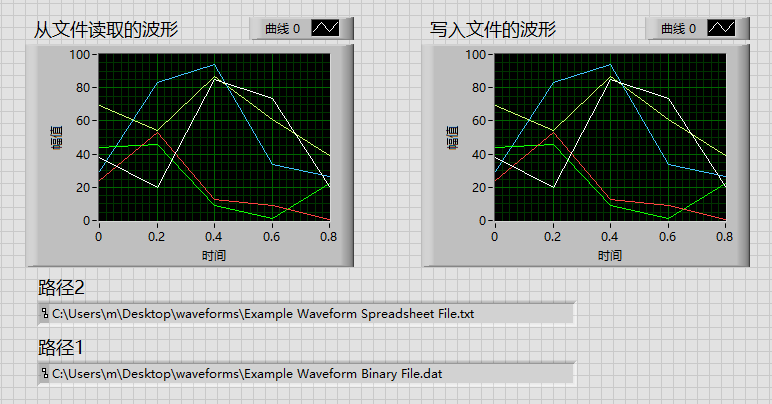 从文件读取的波形
曲线 0
100
80
60
40
20
0
幅值
0 0.2 0.4 0.6 0.8
时间
写入文件的波形
曲线 0
100
80
60
40
20
0
幅值
0 0.2 0.4 0.6 0.8
时间
路径2
C:\Users\m\Desktop\waveforms\Example Waveform Spreadsheet File.txt
路径1
C:\Users\m\Desktop\waveforms\Example Waveform Binary File.dat